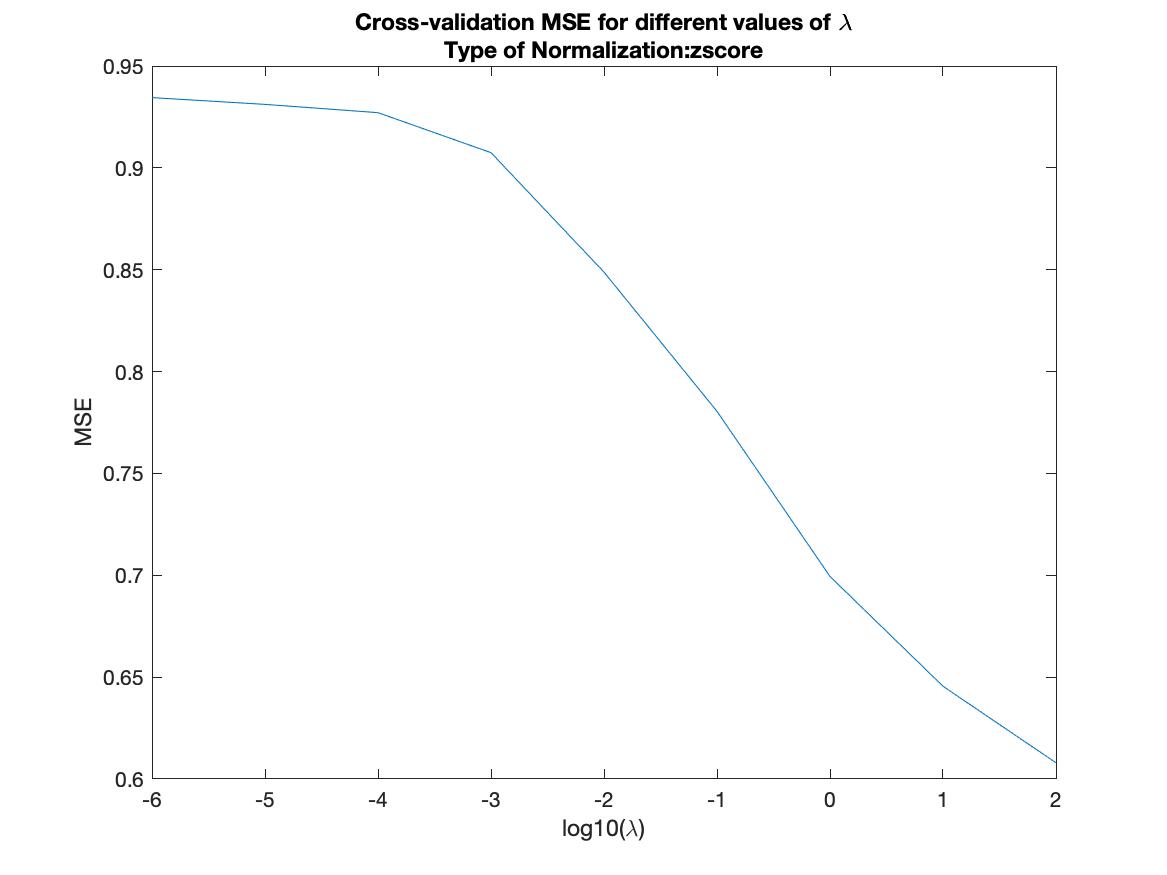 Cross-validation MSE for different values of λ
Type of Normalization:zscore
0.95
0.9
0.85
0.8
0.75
0.7
0.65
0.6
MSE
-6 -5 -4 -3 -2 -1 0 1 2
log10(λ)